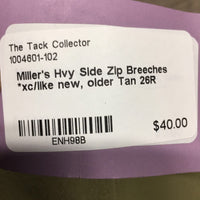 The Tack Collector
1004601-102
Miller's Hvy Side Zip Breeches
*xc/like new, older Tan 26R
$40.00
ENH98B